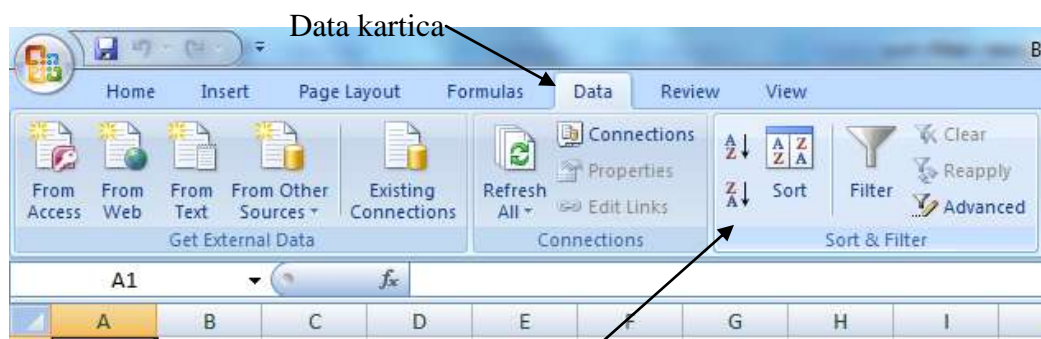 Data kartica
B
Home Insert Page Layout Formulas Data Review View
Connections Clear
Properties Reapply
Edit Links Advanced
From Access From Web From Text From Other Sources Existing Connections Refresh All A Z Z A A Z Z A Sort Filter
Get External Data Connections Sort & Filter
A1 fx
A B C D E F G H I